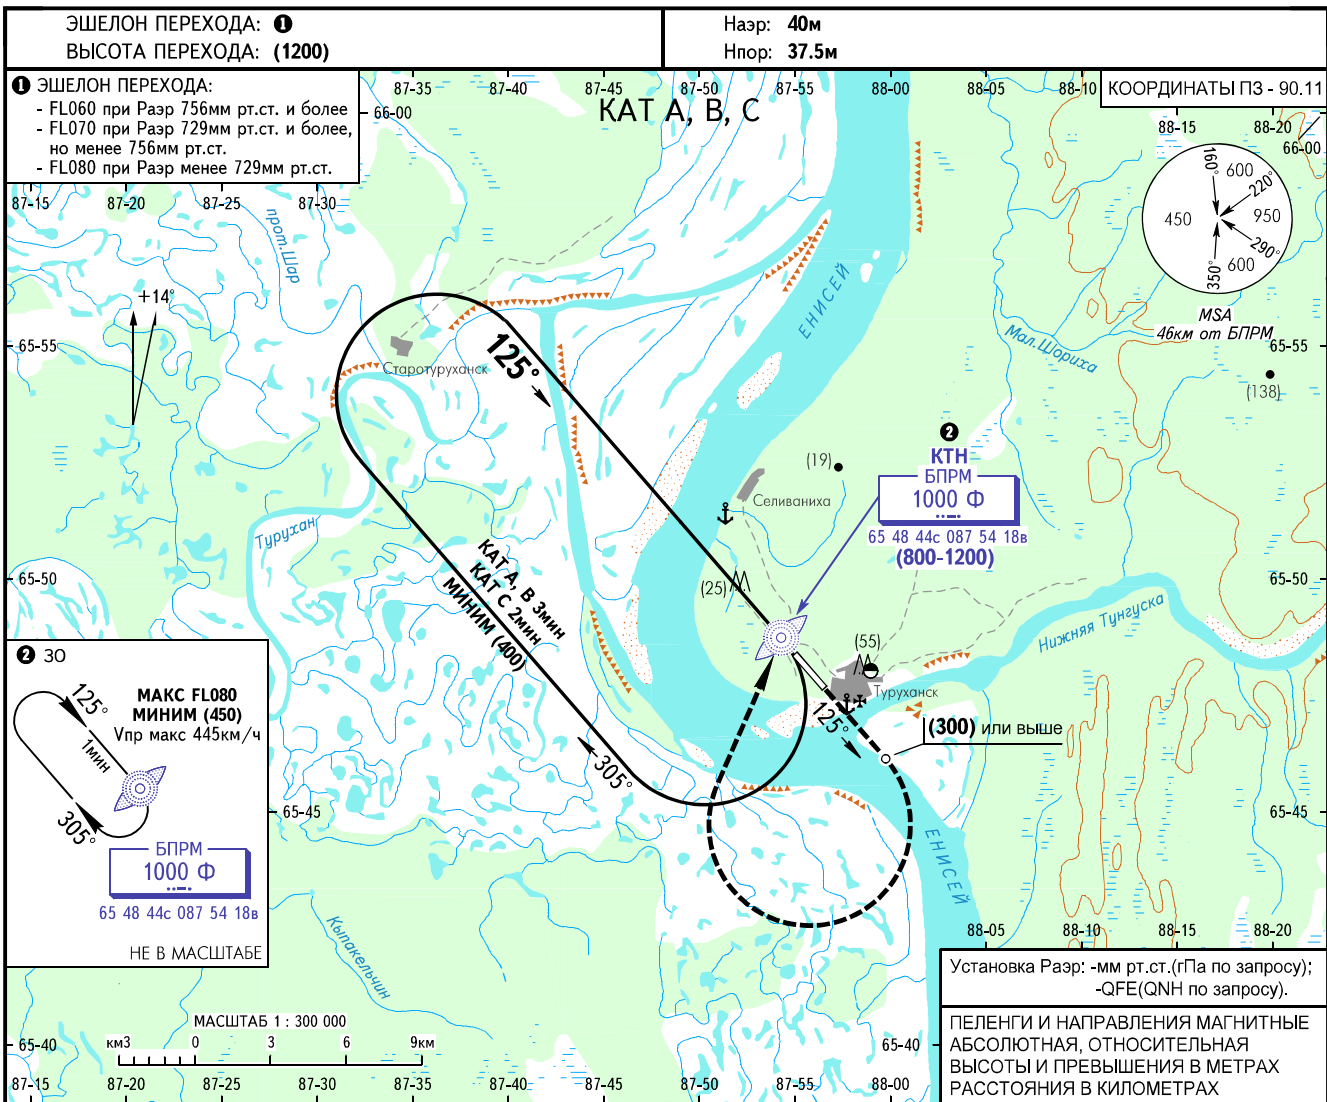 ЭШЕЛОН ПЕРЕХОДА: ❶
ВЫСОТА ПЕРЕХОДА: (1200)
Наэр: 40м
Нпор: 37.5м
❶ ЭШЕЛОН ПЕРЕХОДА:
- FL060 при Раэр 756мм рт.ст. и более
- FL070 при Раэр 729мм рт.ст. и более,
но менее 756мм рт.ст.
- FL080 при Раэр менее 729мм рт.ст.
87-35 87-40 87-45 87-50 87-55 88-00 88-05 88-10
КООРДИНАТЫ ПЗ - 90.11
66-00
КАТ А, В, С
88-15 88-20
66-00
87-15 87-20 87-25 87-30
160° 600 220°
450 950
350° 600 290°
MSA
46км от БПРМ
прот.Шар
ЕНИСЕЙ
+14°
65-55
Старотуруханск
125°
Мал.Шориха
65-55
(138)
❷
КТН
БПРМ
1000 Ф
65 48 44с 087 54 18в
(800-1200)
(19)
Селиваниха
Турухан
КАТ А, В 3мин
КАТ С 2мин
МИНИМ (400)
(25)
65-50
65-50
Нижняя Тунгуска
(55)
Туруханск
125°
(300) или выше
305°
❷ ЗО
125°
МАКС FL080
МИНИМ (450)
Vпр макс 445км/ч
1мин
305°
БПРМ
1000 Ф
65 48 44с 087 54 18в
НЕ В МАСШТАБЕ
65-45
65-45
ЕНИСЕЙ
Кыпакельчин
88-05 88-10 88-15 88-20
Установка Раэр: -мм рт.ст.(гПа по запросу);
-QFE(QNH по запросу).
МАСШТАБ 1 : 300 000
км3 0 3 6 9км
65-40
65-40
ПЕЛЕНГИ И НАПРАВЛЕНИЯ МАГНИТНЫЕ
АБСОЛЮТНАЯ, ОТНОСИТЕЛЬНАЯ
ВЫСОТЫ И ПРЕВЫШЕНИЯ В МЕТРАХ
РАССТОЯНИЯ В КИЛОМЕТРАХ
87-15 87-20 87-25 87-30 87-35 87-40 87-45 87-50 87-55 88-00